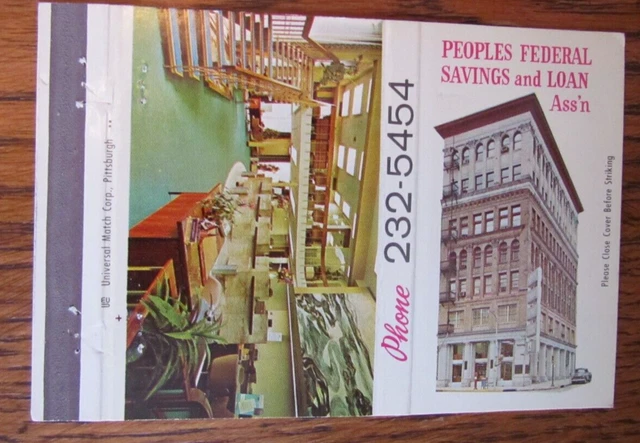 PEOPLES FEDERAL
SAVINGS and LOAN
Ass'n
Please Close Cover Before Striking
Phone 232-5454
Universal Match Corp., Pittsburgh